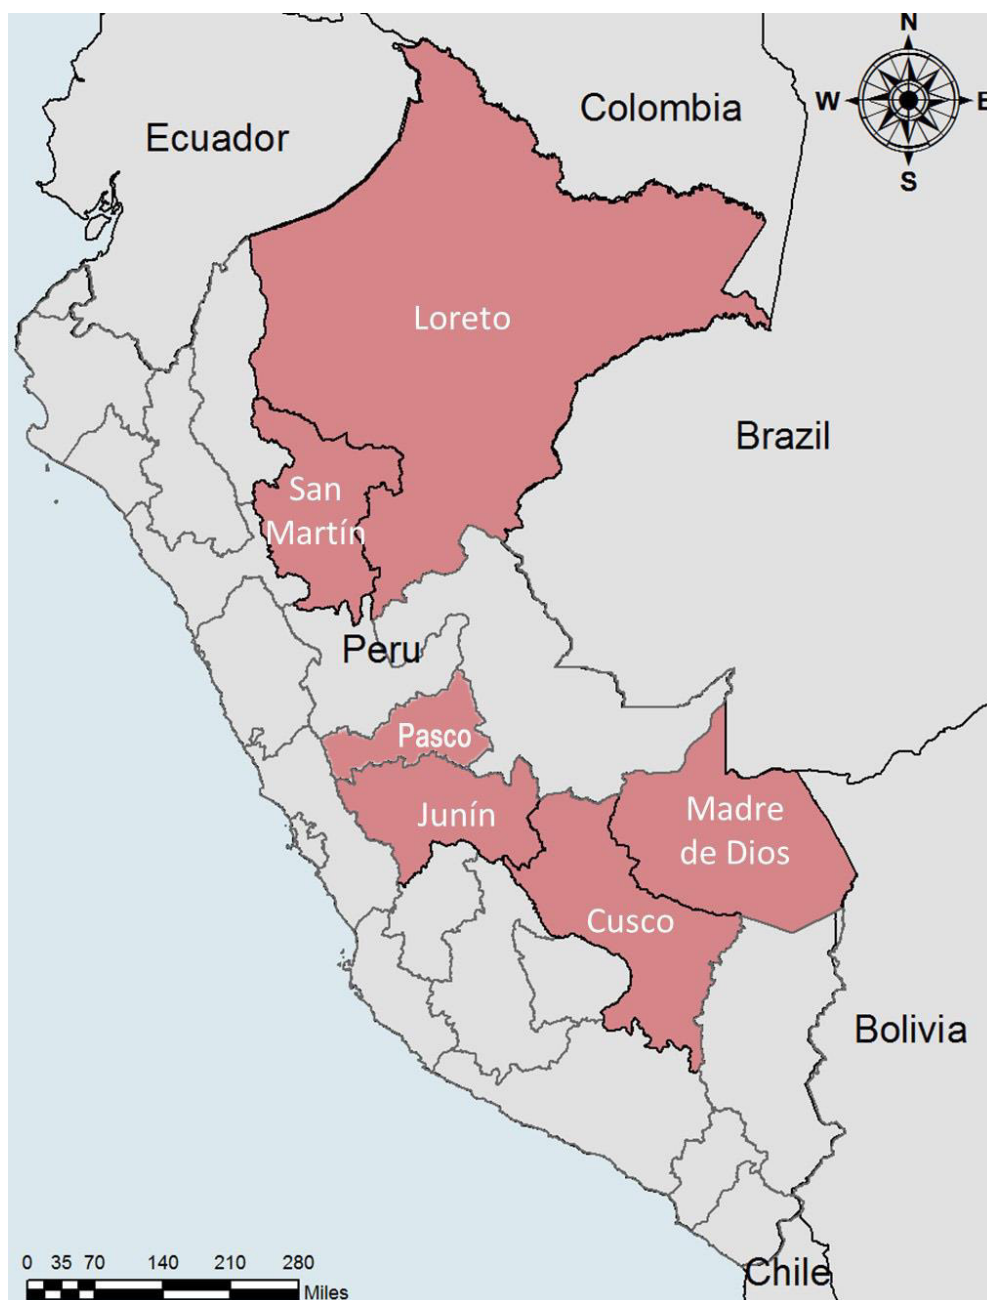 N
Colombia
W
E
Ecuador
S
Loreto
Brazil
San
Martín
Peru
Pasco
Junín
Madre
de Dios
Cusco
Bolivia
0 35 70 140 210 280
Miles
Chile